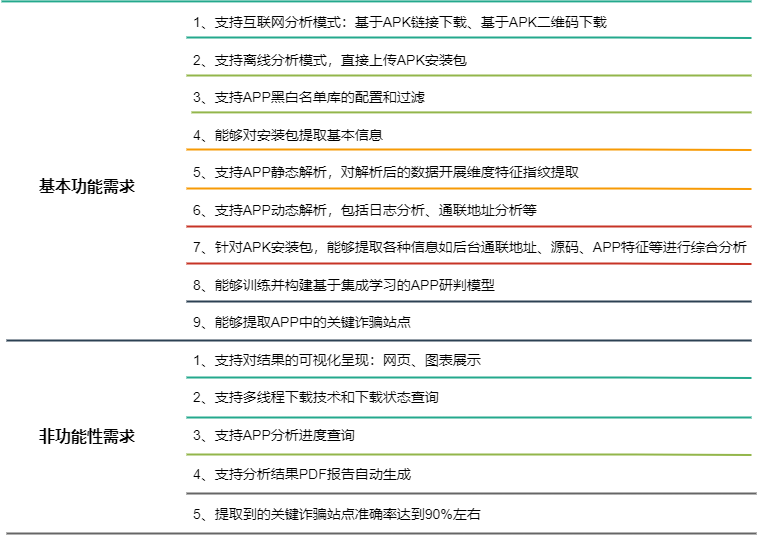 1、支持互联网分析模式：基于APK链接下载、基于APK二维码下载
2、支持离线分析模式，直接上传APK安装包
3、支持APP黑白名单库的配置和过滤
4、能够对安装包提取基本信息
基本功能需求
5、支持APP静态解析，对解析后的数据开展维度特征指纹提取
6、支持APP动态解析，包括日志分析、通联地址分析等
7、针对APK安装包，能够提取各种信息如后台通联地址、源码、APP特征等进行综合分析
8、能够训练并构建基于集成学习的APP研判模型
9、能够提取APP中的关键诈骗站点
1、支持对结果的可视化呈现：网页、图表展示
2、支持多线程下载技术和下载状态查询
非功能性需求
3、支持APP分析进度查询
4、支持分析结果PDF报告自动生成
5、提取到的关键诈骗站点准确率达到90%左右